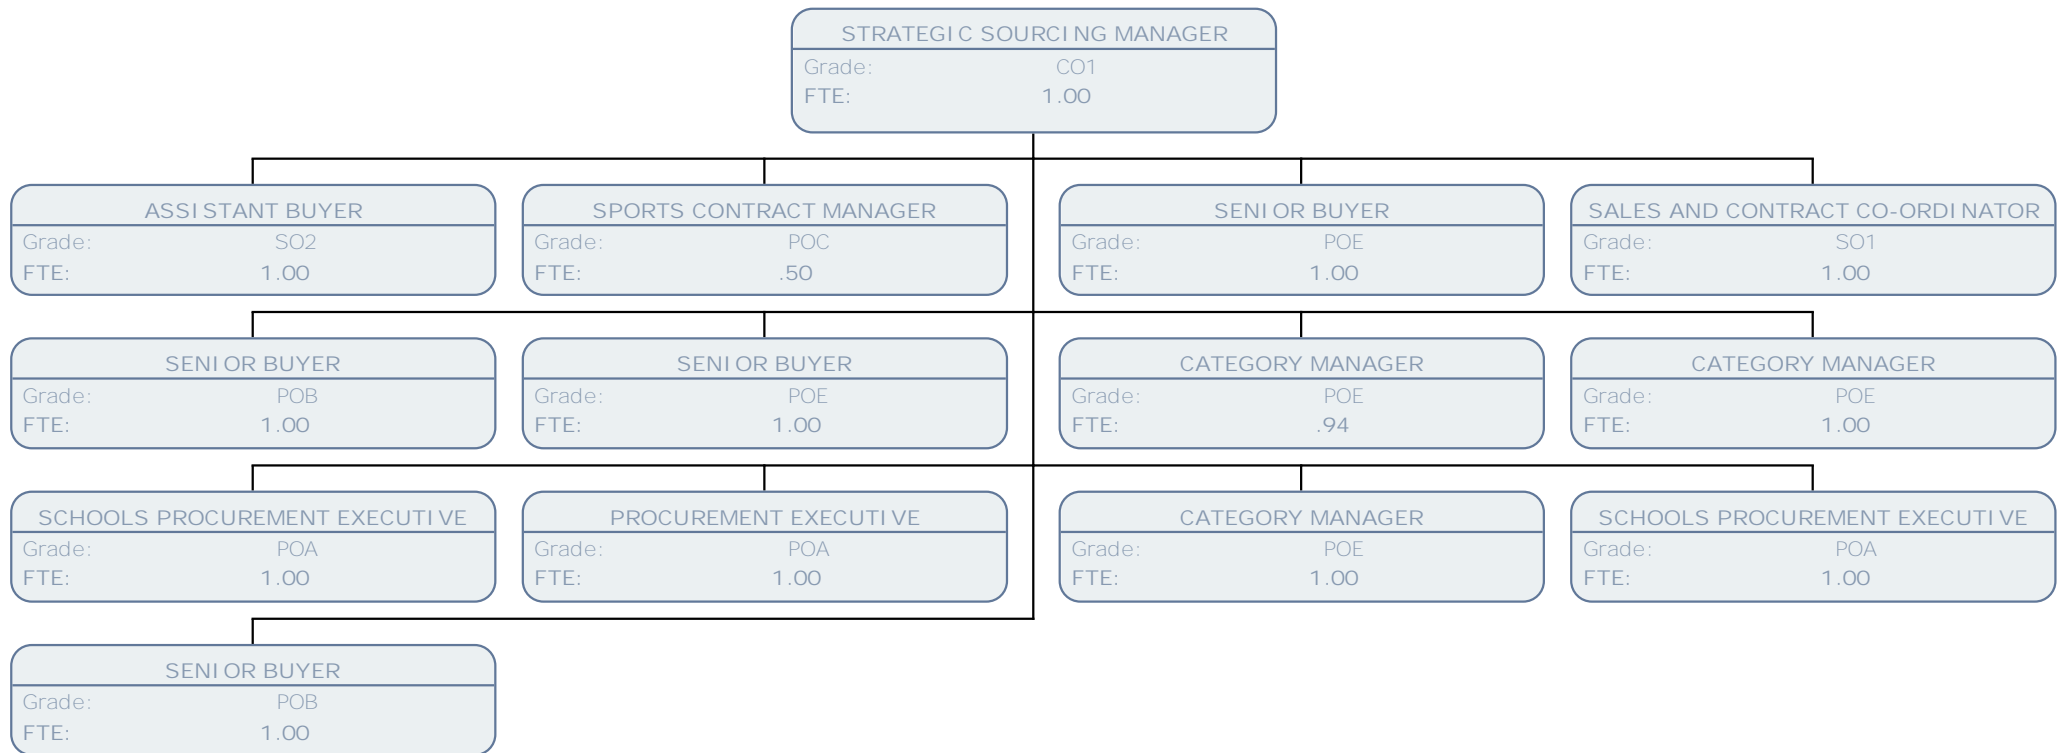 STRATEGIC SOURCING MANAGER
Grade: CO1
FTE: 1.00
ASSISTANT BUYER
Grade: SO2
FTE: 1.00
SPORTS CONTRACT MANAGER
Grade: POC
FTE: .50
SENIOR BUYER
Grade: POE
FTE: 1.00
SALES AND CONTRACT CO-ORDINATOR
Grade: SO1
FTE: 1.00
SENIOR BUYER
Grade: POB
FTE: 1.00
SENIOR BUYER
Grade: POE
FTE: 1.00
CATEGORY MANAGER
Grade: POE
FTE: .94
CATEGORY MANAGER
Grade: POE
FTE: 1.00
SCHOOLS PROCUREMENT EXECUTIVE
Grade: POA
FTE: 1.00
PROCUREMENT EXECUTIVE
Grade: POA
FTE: 1.00
CATEGORY MANAGER
Grade: POE
FTE: 1.00
SCHOOLS PROCUREMENT EXECUTIVE
Grade: POA
FTE: 1.00
SENIOR BUYER
Grade: POB
FTE: 1.00